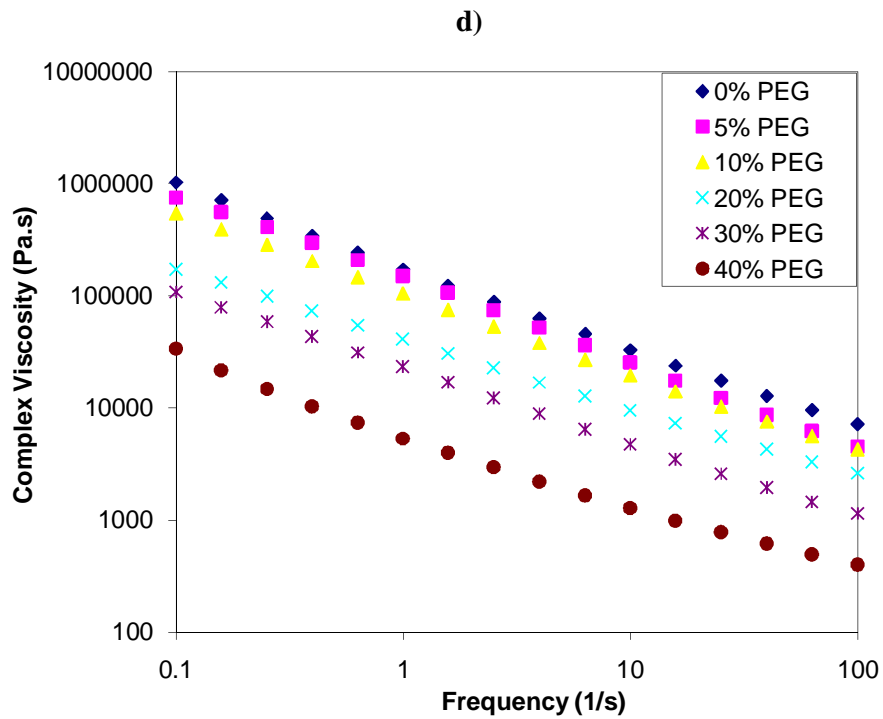 d)
10000000
1000000
100000
10000
1000
100
Complex Viscosity (Pa.s)
0% PEG
5% PEG
10% PEG
20% PEG
30% PEG
40% PEG
0.1
1
10
100
Frequency (1/s)